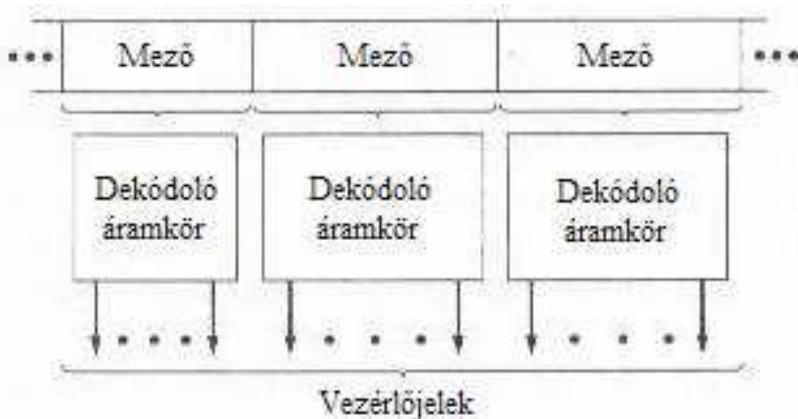 Mező Mező Mező
Dekódoló Dekódoló Dekódoló
áramkör áramkör áramkör
Vezérlőjelek